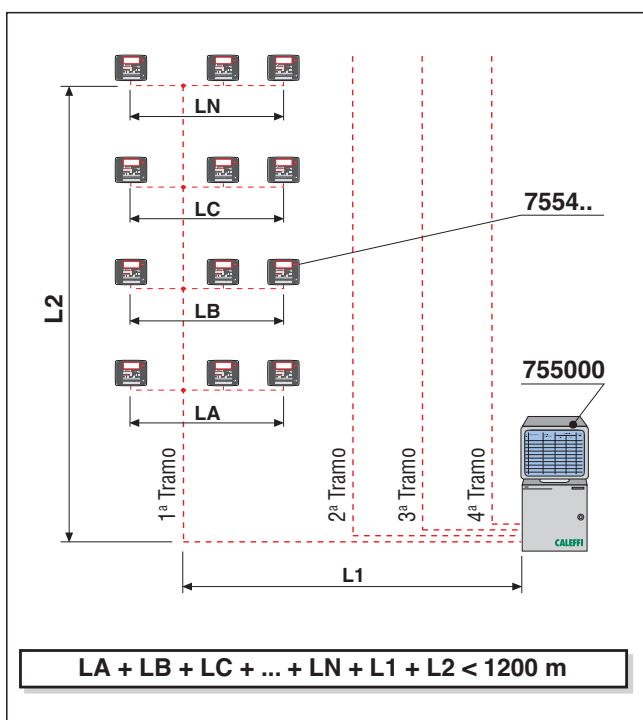 LN
LC
7554..
L2
LB
755000
LA
1ª Tramo
2ª Tramo
3ª Tramo
4ª Tramo
CALEFFI
L1
LA + LB + LC + ... + LN + L1 + L2 < 1200 m